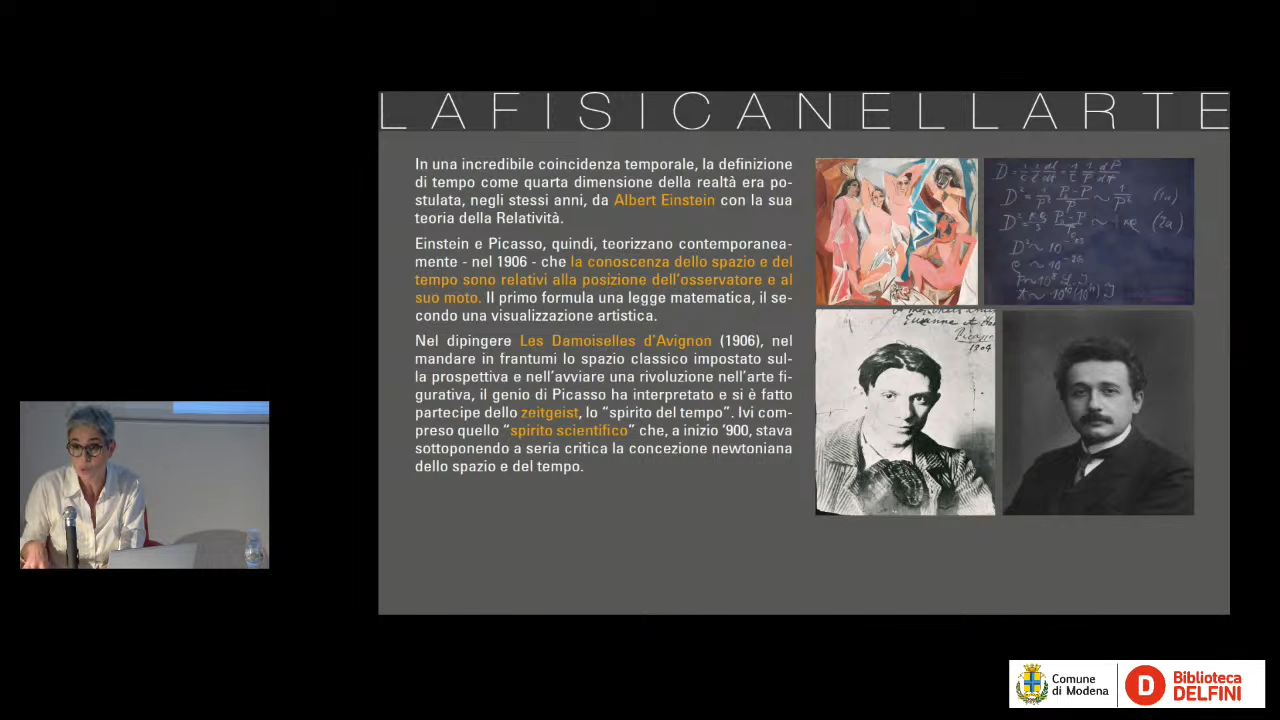 LAFISICANELLARTE
In una incredibile coincidenza temporale, la definizione
di tempo come quarta dimensione della realtà era po-
stulata, negli stessi anni, da Albert Einstein con la sua
teoria della Relatività.
Einstein e Picasso, quindi, teorizzano contemporanea-
mente - nel 1906 - che la conoscenza dello spazio e del
tempo sono relativi alla posizione dell'osservatore e al
suo moto. Il primo formula una legge matematica, il se-
condo una visualizzazione artistica.
Nel dipingere Les Damoiselles d'Avignon (1906), nel
mandare in frantumi lo spazio classico impostato sul-
la prospettiva e nell'avviare una rivoluzione nell'arte fi-
gurativa, il genio di Picasso ha interpretato e si è fatto
partecipe dello zeitgeist, lo "spirito del tempo". Ivi com-
preso quello "spirito scientifico" che, a inizio '900, stava
sottoponendo a seria critica la concezione newtoniana
dello spazio e del tempo.
Picasso
1904
Comune
di Modena
D
Biblioteca
DELFINI